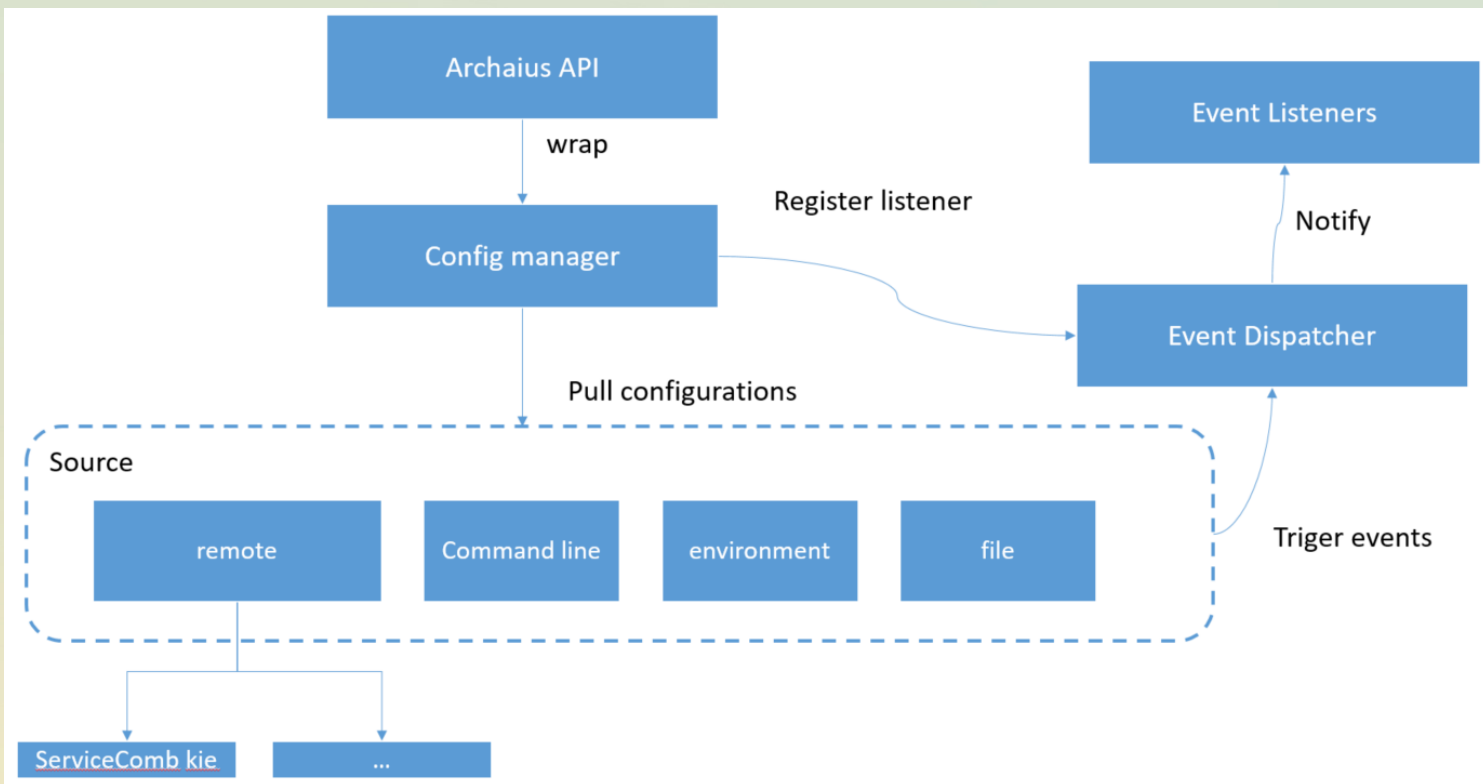 Archaius API
Event Listeners
wrap
Register listener
Notify
Config manager
Event Dispatcher
Pull configurations
Source
Triger events
remote
Command line
environment
file
ServiceComb kie
...